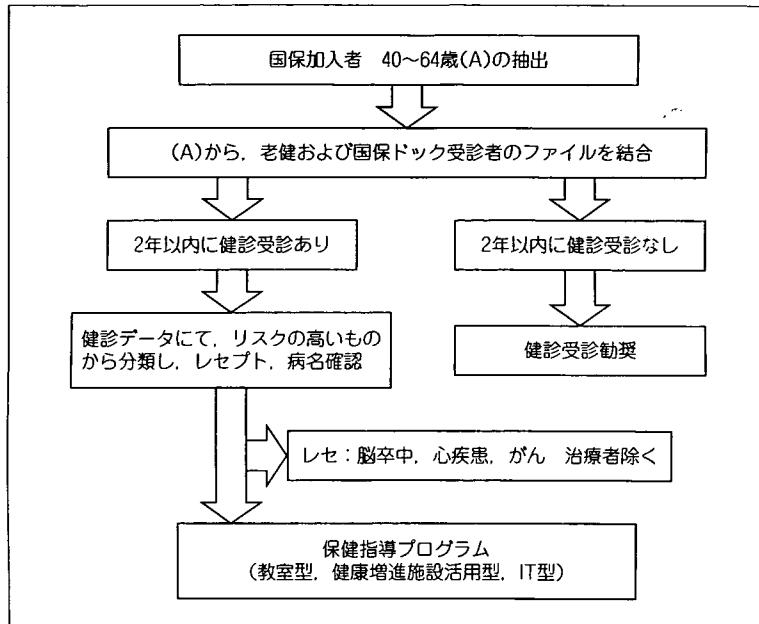 国保加入者　40～64歳(A)の抽出
(A)から，老健および国保ドック受診者のファイルを結合
2年以内に健診受診あり
2年以内に健診受診なし
健診データにて，リスクの高いもの
から分類し，レセプト，病名確認
健診受診勧奨
レセ：脳卒中，心疾患，がん　治療者除く
保健指導プログラム
(教室型，健康増進施設活用型，IT型)